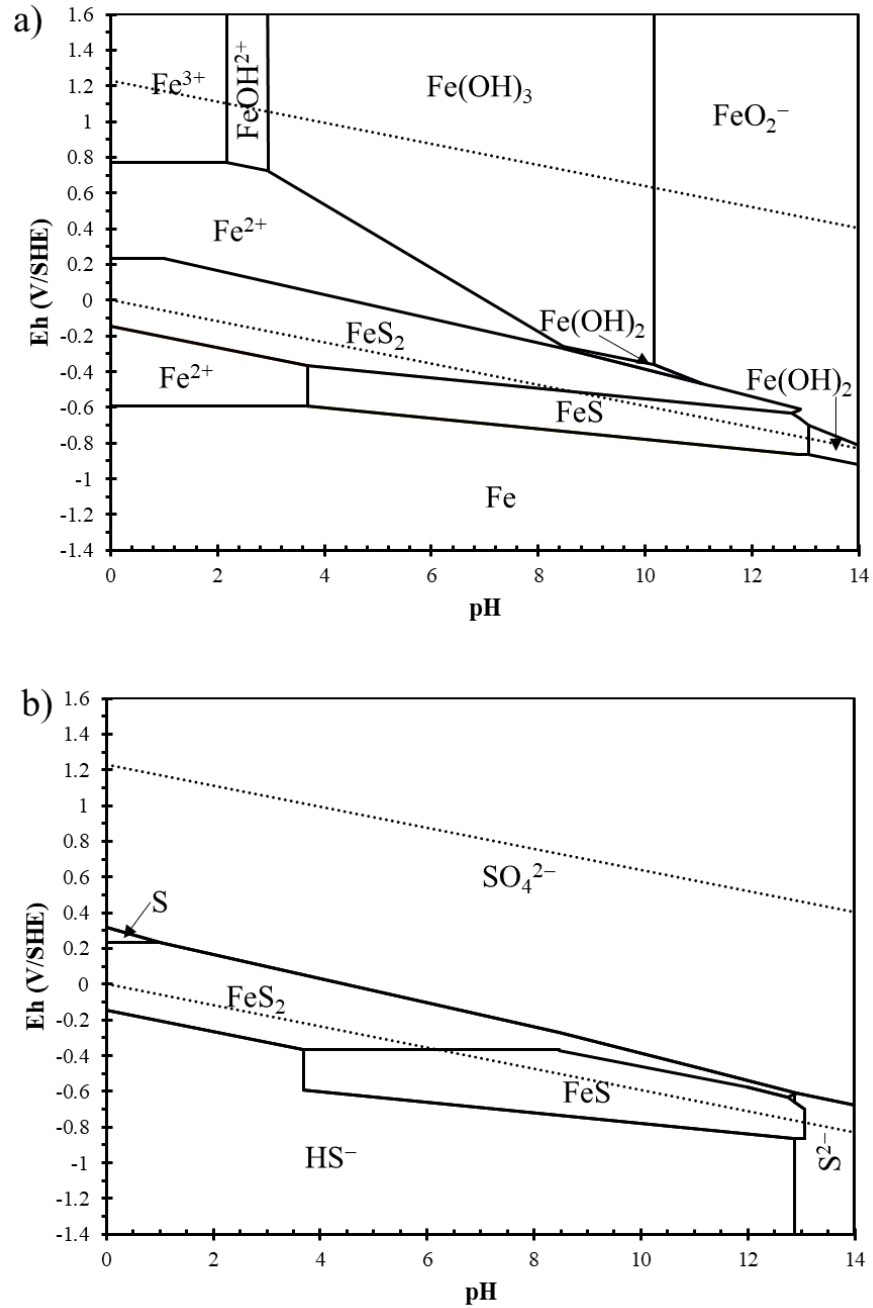 a)
1.6
1.4
1.2
1
0.8
0.6
0.4
0.2
0
-0.2
-0.4
-0.6
-0.8
-1
-1.2
-1.4
Eh (V/SHE)
Fe³⁺
FeOH²⁺
Fe(OH)₃
FeO₂⁻
Fe²⁺
Fe(OH)₂
FeS₂
Fe(OH)₂
Fe²⁺
FeS
Fe
0 2 4 6 8 10 12 14
pH
b)
1.6
1.4
1.2
1
0.8
0.6
0.4
0.2
0
-0.2
-0.4
-0.6
-0.8
-1
-1.2
-1.4
Eh (V/SHE)
SO₄²⁻
S
FeS₂
FeS
HS⁻
S²⁻
0 2 4 6 8 10 12 14
pH